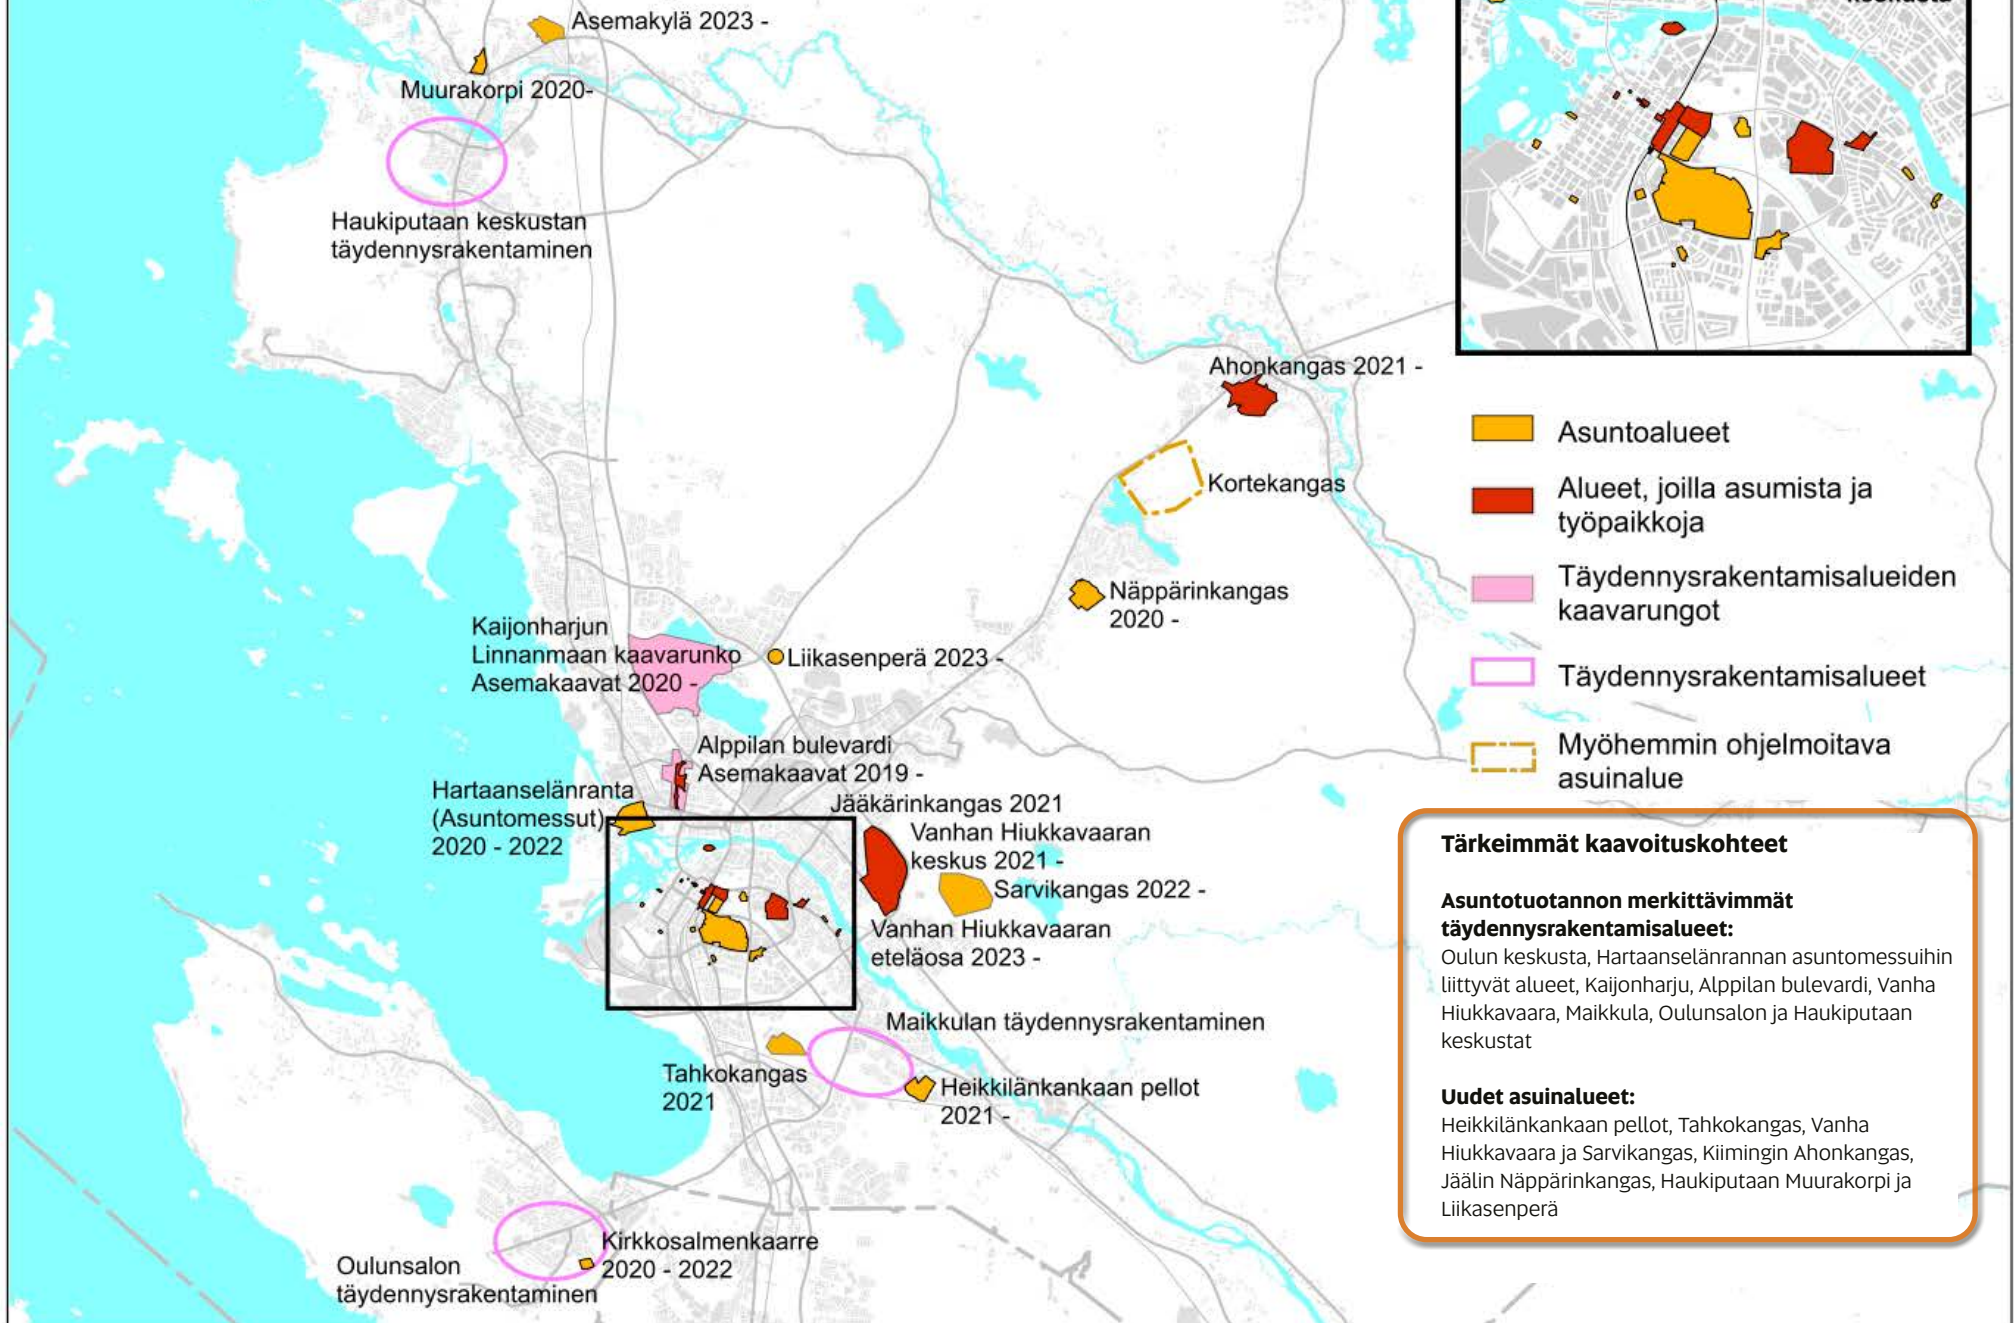 Asemakylä 2023 -
Muurakorpi 2020-
Haukiputaan keskustan
täydennysrakentaminen
Ahonkangas 2021 -
Kortekangas
Näppärinkangas
2020 -
Kaijonharjun
Linnanmaan kaavarunko
Asemakaavat 2020 -
Liikasenperä 2023 -
Alppilan bulevardi
Asemakaavat 2019 -
Hartaanselänranta
(Asuntomessut)
2020 - 2022
Jääkärinkangas 2021
Vanhan Hiukkavaaran
keskus 2021 -
Sarvikangas 2022 -
Vanhan Hiukkavaaran
eteläosa 2023 -
Maikkulan täydennysrakentaminen
Tahkokangas
2021
Heikkilänkankaan pellot
2021 -
Kirkkosalmenkaarre
2020 - 2022
Oulunsalon
täydennysrakentaminen
Asuntoalueet
Alueet, joilla asumista ja
työpaikkoja
Täydennysrakentamisalueiden
kaavarungot
Täydennysrakentamisalueet
Myöhemmin ohjelmoitava
asuinalue
Tärkeimmät kaavoituskohteet
Asuntotuotannon merkittävimmät
täydennysrakentamisalueet:
Oulun keskusta, Hartaanselänrannan asuntomessuihin
liittyvät alueet, Kaijonharju, Alppilan bulevardi, Vanha
Hiukkavaara, Maikkula, Oulunsalon ja Haukiputaan
keskustat
Uudet asuinalueet:
Heikkilänkankaan pellot, Tahkokangas, Vanha
Hiukkavaara ja Sarvikangas, Kiimingin Ahonkangas,
Jäälin Näppärinkangas, Haukiputaan Muurakorpi ja
Liikasenperä